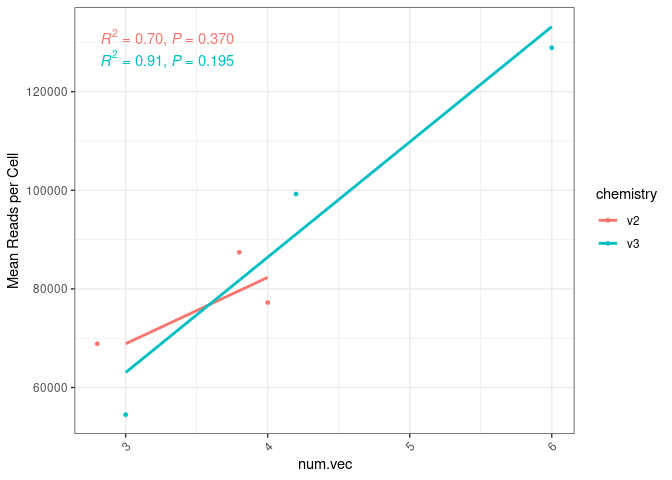 R² = 0.70, P = 0.370
R² = 0.91, P = 0.195
120000
100000
80000
60000
Mean Reads per Cell
3
4
5
6
num.vec
chemistry
v2
v3